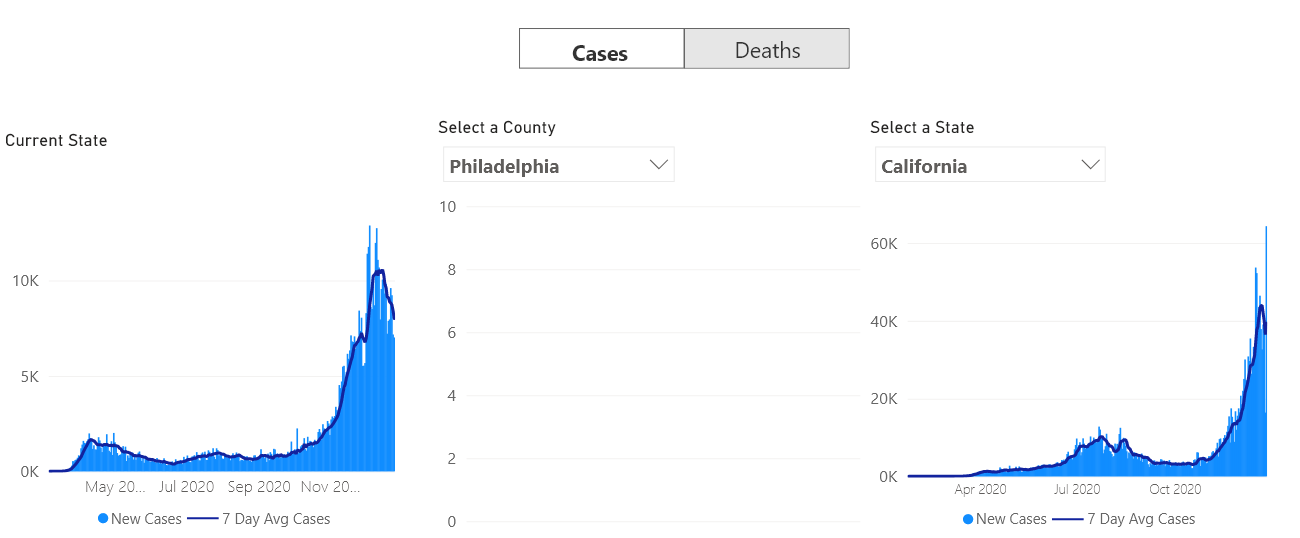 Cases Deaths
Current State
10K
5K
0K
May 20... Jul 2020 Sep 2020 Nov 20...
New Cases 7 Day Avg Cases
Select a County
Philadelphia
10
8
6
4
2
0
Select a State
California
60K
40K
20K
0K
Apr 2020 Jul 2020 Oct 2020
New Cases 7 Day Avg Cases